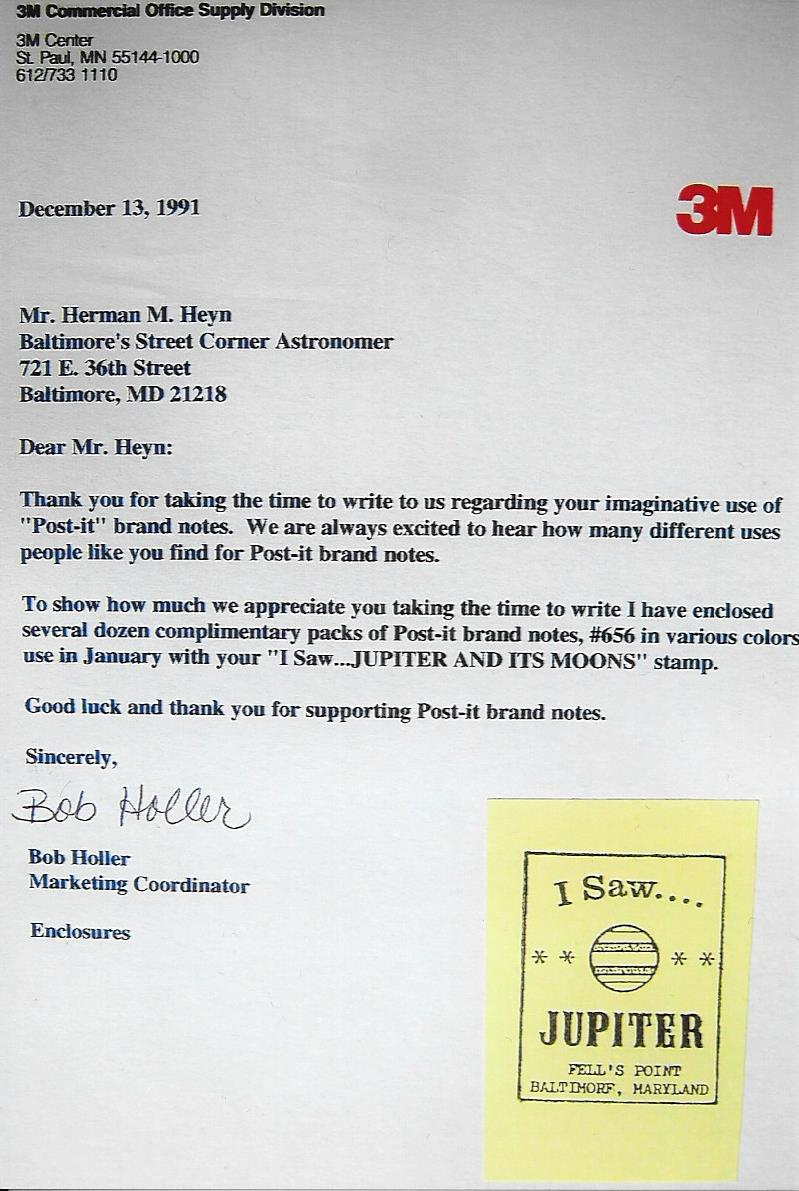 3M Commercial Office Supply Division
3M Center
St. Paul, MN 55144-1000
612/733 1110
3M
December 13, 1991
Mr. Herman M. Heyn
Baltimore's Street Corner Astronomer
721 E. 36th Street
Baltimore, MD 21218
Dear Mr. Heyn:
Thank you for taking the time to write to us regarding your imaginative use of
"Post-it" brand notes. We are always excited to hear how many different uses
people like you find for Post-it brand notes.
To show how much we appreciate you taking the time to write I have enclosed
several dozen complimentary packs of Post-it brand notes, #656 in various colors
use in January with your "I Saw...JUPITER AND ITS MOONS" stamp.
Good luck and thank you for supporting Post-it brand notes.
Sincerely,
Bob Holler
Bob Holler
Marketing Coordinator
Enclosures
I Saw....
* * * *
JUPITER
FELL'S POINT
BALTIMORE, MARYLAND